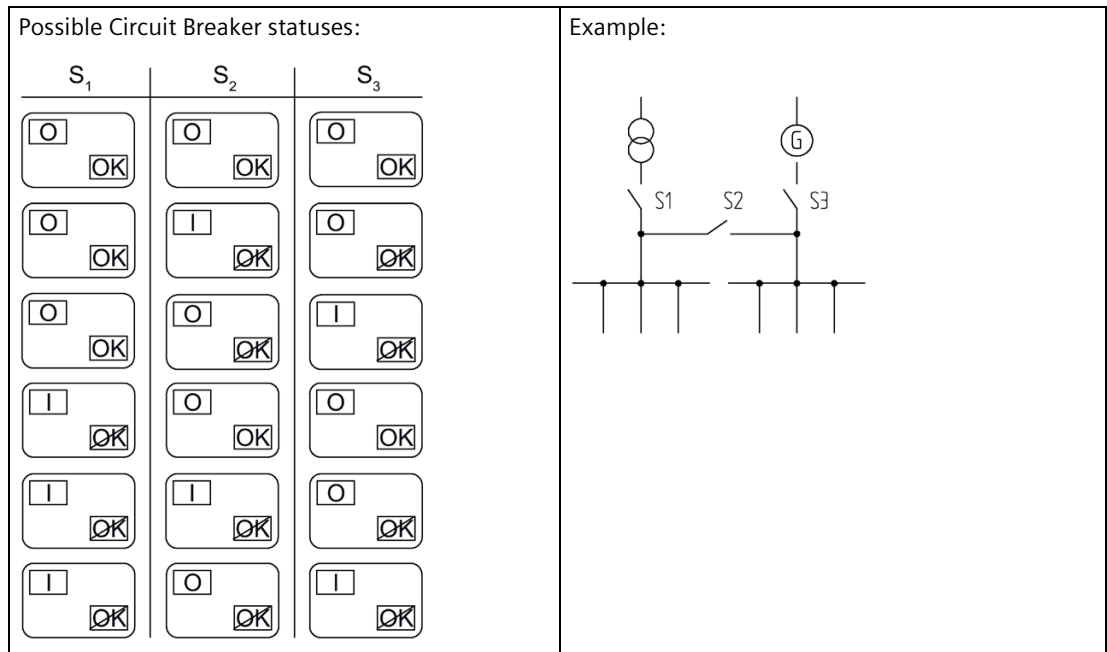 Possible Circuit Breaker statuses:
S1 S2 S3
O O O
OK OK OK
O I O
OK OK OK
O O I
OK OK OK
I O O
OK OK OK
I I O
OK OK OK
I O I
OK OK OK
Example:
G
S1 S2 S3